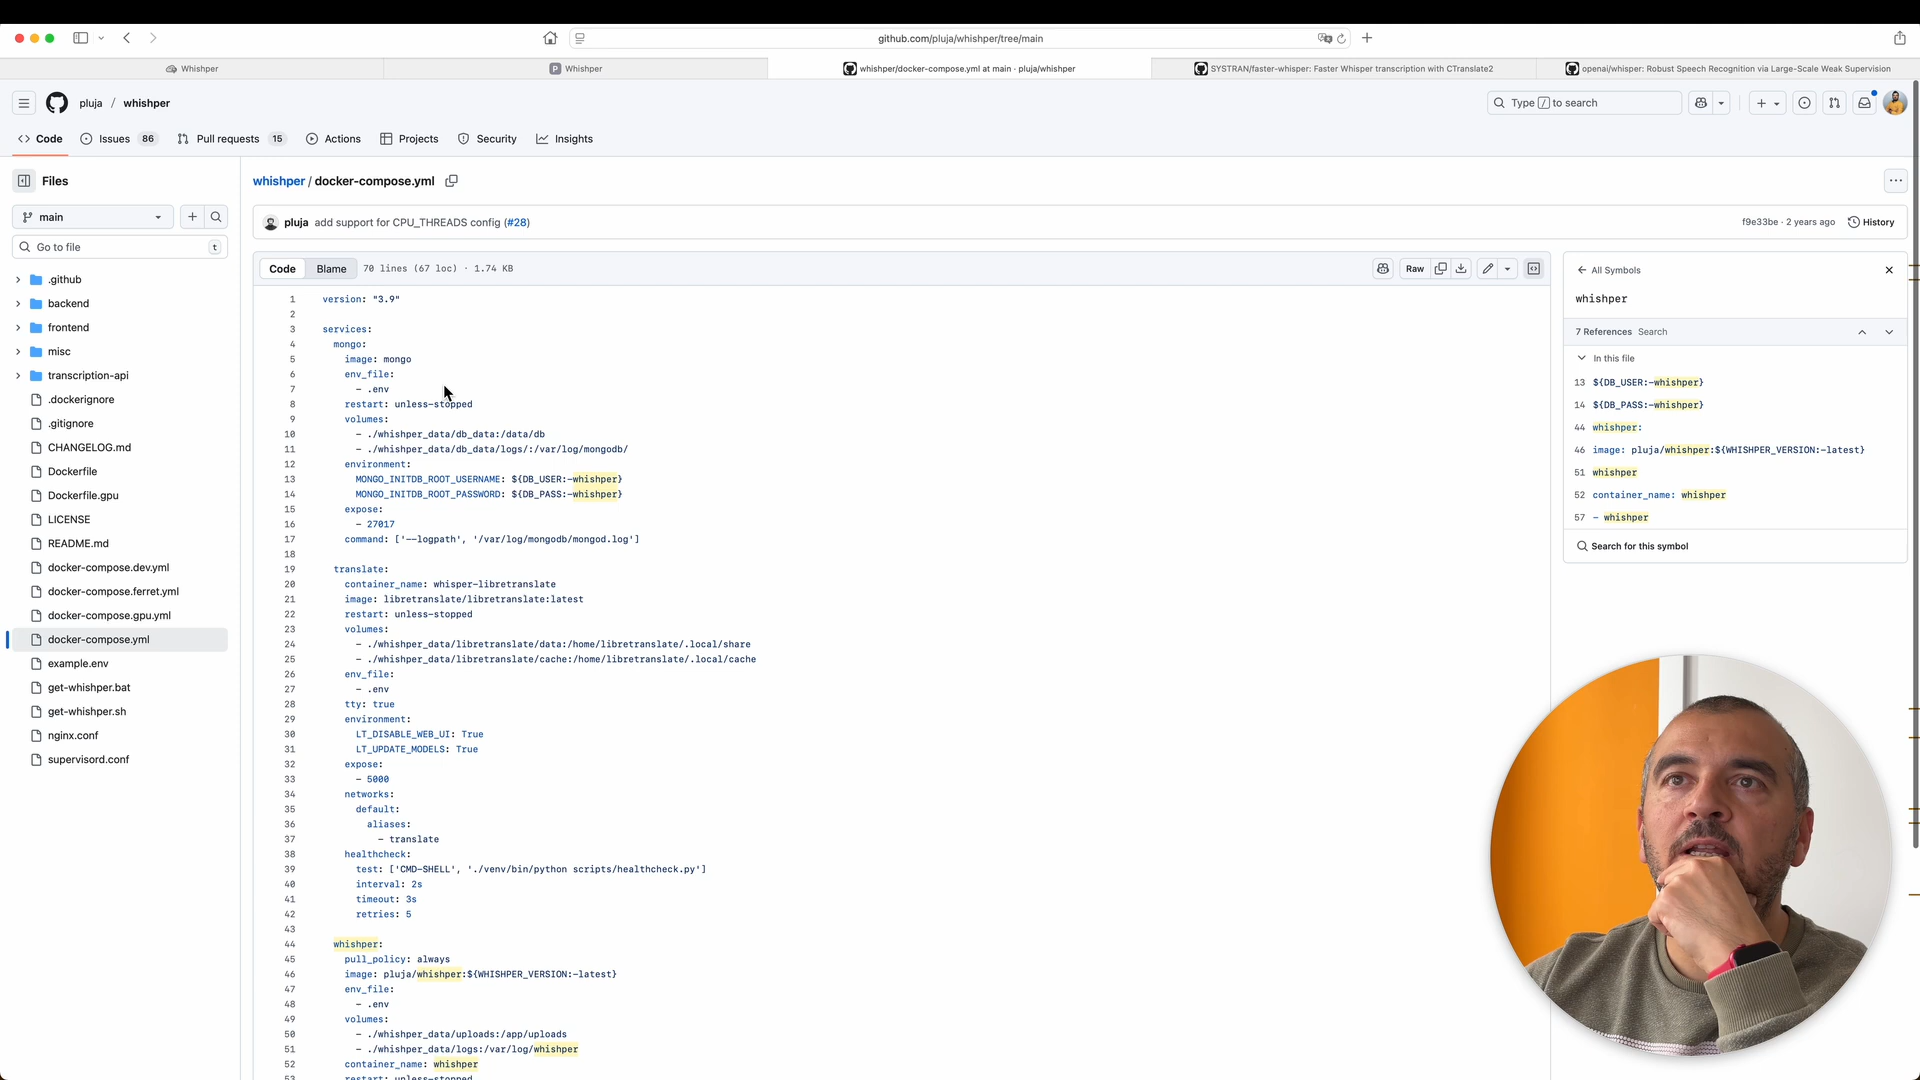 github.com/pluja/whishper/tree/main
Whishper
Whishper
whishper/docker-compose.yml at main · pluja/whishper
SYSTRAN/faster-whisper: Faster Whisper transcription with CTranslate2
openai/whisper: Robust Speech Recognition via Large-Scale Weak Supervision
pluja / whishper
Type / to search
Code
Issues 86
Pull requests 15
Actions
Projects
Security
Insights
Files
main
Go to file
t
.github
backend
frontend
misc
transcription-api
.dockerignore
.gitignore
CHANGELOG.md
Dockerfile
Dockerfile.gpu
LICENSE
README.md
docker-compose.dev.yml
docker-compose.ferret.yml
docker-compose.gpu.yml
docker-compose.yml
example.env
get-whishper.bat
get-whishper.sh
nginx.conf
supervisord.conf
whishper / docker-compose.yml
pluja add support for CPU_THREADS config (#28)
f9e33be · 2 years ago
History
Code
Blame
70 lines (67 loc) · 1.74 KB
Raw
1 version: "3.9"
2
3 services:
4 mongo:
5 image: mongo
6 env_file:
7 - .env
8 restart: unless-stopped
9 volumes:
10 - ./whishper_data/db_data:/data/db
11 - ./whishper_data/db_data/logs/:/var/log/mongodb/
12 environment:
13 MONGO_INITDB_ROOT_USERNAME: ${DB_USER:-whishper}
14 MONGO_INITDB_ROOT_PASSWORD: ${DB_PASS:-whishper}
15 expose:
16 - 27017
17 command: ['--logpath', '/var/log/mongodb/mongod.log']
18
19 translate:
20 container_name: whisper-libretranslate
21 image: libretranslate/libretranslate:latest
22 restart: unless-stopped
23 volumes:
24 - ./whishper_data/libretranslate/data:/home/libretranslate/.local/share
25 - ./whishper_data/libretranslate/cache:/home/libretranslate/.local/cache
26 env_file:
27 - .env
28 tty: true
29 environment:
30 LT_DISABLE_WEB_UI: True
31 LT_UPDATE_MODELS: True
32 expose:
33 - 5000
34 networks:
35 default:
36 aliases:
37 - translate
38 healthcheck:
39 test: ['CMD-SHELL', './venv/bin/python scripts/healthcheck.py']
40 interval: 2s
41 timeout: 3s
42 retries: 5
43
44 whishper:
45 pull_policy: always
46 image: pluja/whishper:${WHISHPER_VERSION:-latest}
47 env_file:
48 - .env
49 volumes:
50 - ./whishper_data/uploads:/app/uploads
51 - ./whishper_data/logs:/var/log/whishper
52 container_name: whishper
53 restart: unless-stopped
All Symbols
whishper
7 References Search
In this file
13 ${DB_USER:-whishper}
14 ${DB_PASS:-whishper}
44 whishper:
46 image: pluja/whishper:${WHISHPER_VERSION:-latest}
51 whishper
52 container_name: whishper
57 - whishper
Search for this symbol